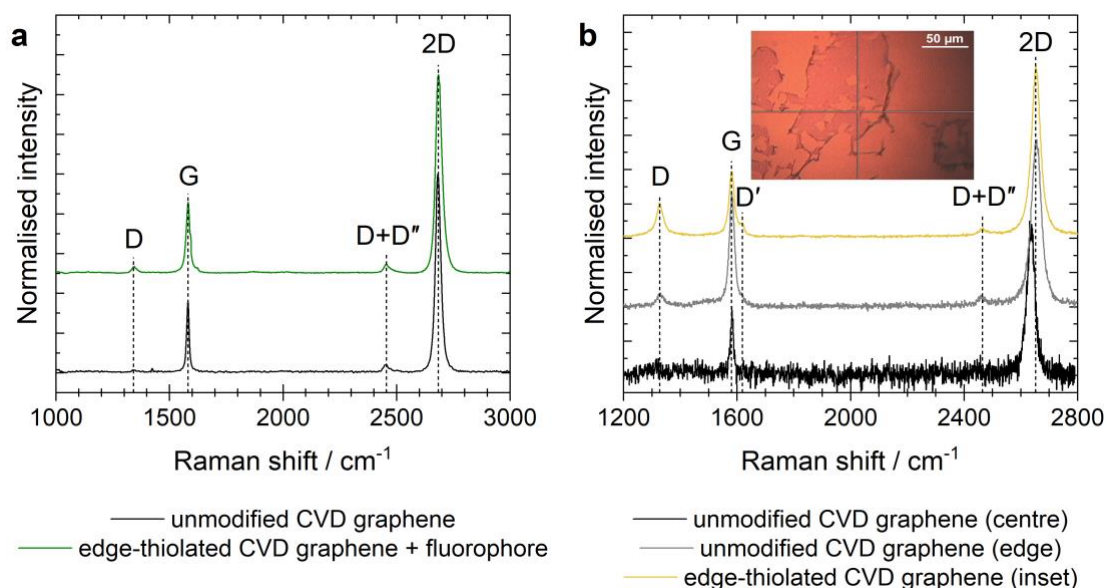 a
Normalised intensity
D
G
D+D″
2D
1000 1500 2000 2500 3000
Raman shift / cm-1
unmodified CVD graphene
edge-thiolated CVD graphene + fluorophore
b
Normalised intensity
50 µm
D
G
D′
D+D″
2D
1200 1600 2000 2400 2800
Raman shift / cm-1
unmodified CVD graphene (centre)
unmodified CVD graphene (edge)
edge-thiolated CVD graphene (inset)